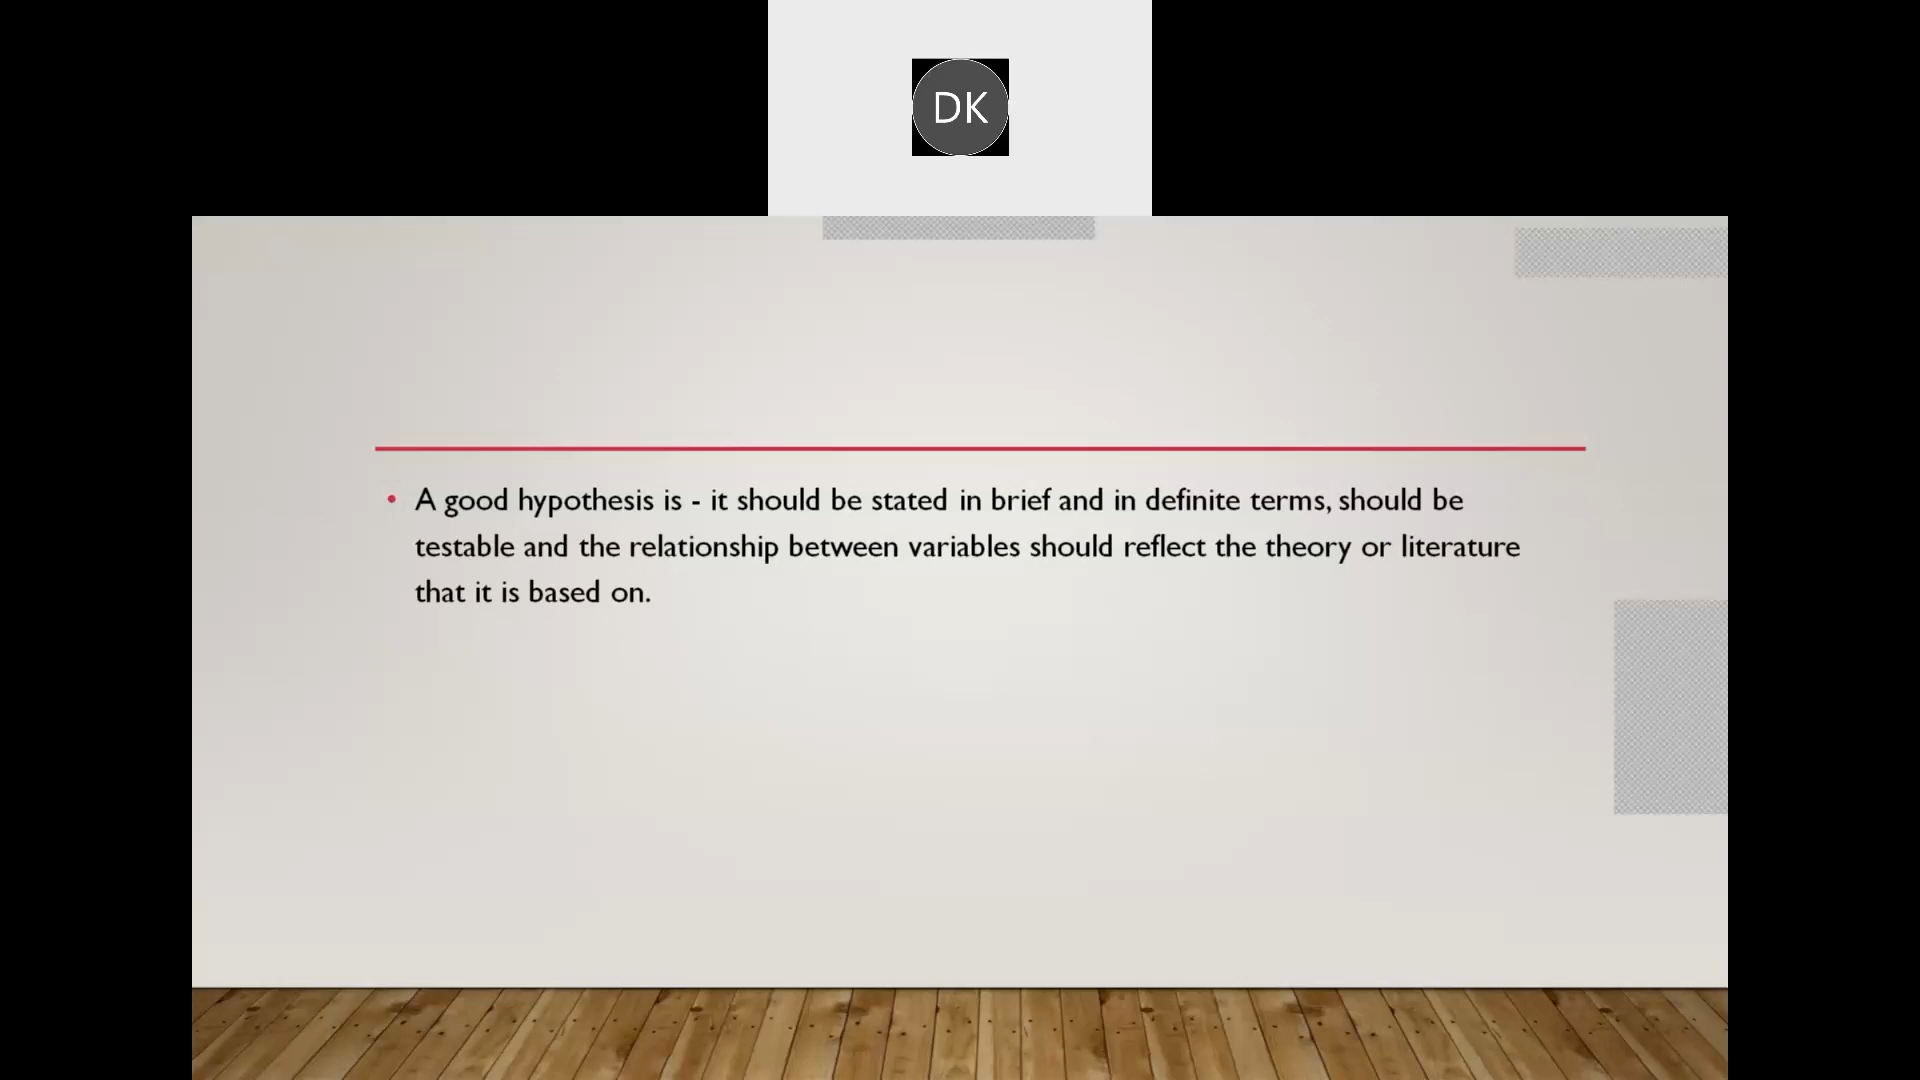 DK
• A good hypothesis is - it should be stated in brief and in definite terms, should be
testable and the relationship between variables should reflect the theory or literature
that it is based on.